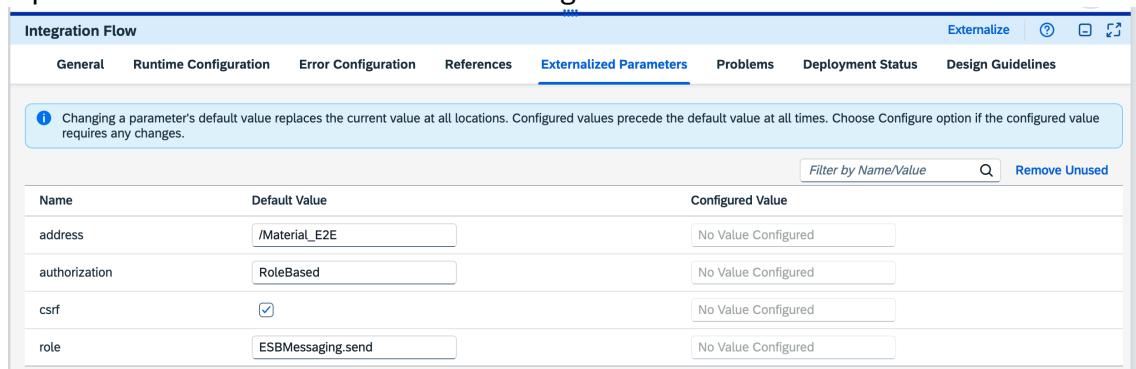 Integration Flow Externalize
General Runtime Configuration Error Configuration References Externalized Parameters Problems Deployment Status Design Guidelines
Changing a parameter's default value replaces the current value at all locations. Configured values precede the default value at all times. Choose Configure option if the configured value
requires any changes.
Filter by Name/Value Remove Unused
Name Default Value Configured Value
address /Material_E2E No Value Configured
authorization RoleBased No Value Configured
csrf No Value Configured
role ESBMessaging.send No Value Configured